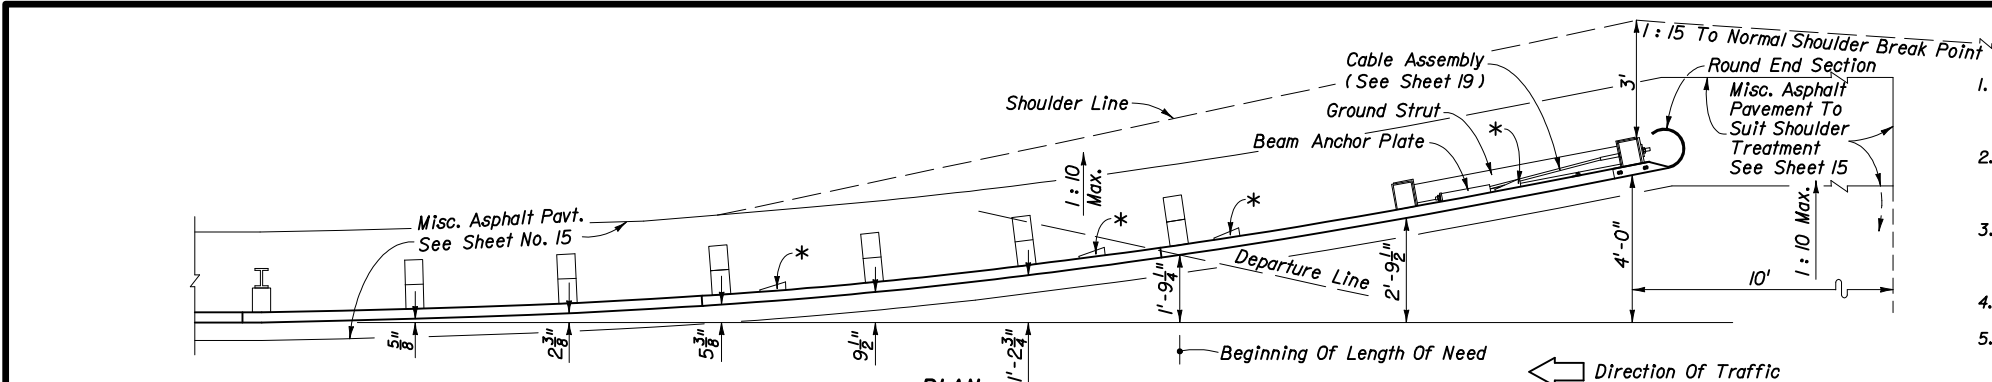 1 : 15 To Normal Shoulder Break Point
Cable Assembly
(See Sheet 19)
Round End Section
3'
1.
Shoulder Line
Ground Strut
*
Misc. Asphalt
Pavement To
Suit Shoulder
Treatment
See Sheet 15
Beam Anchor Plate
2.
1 : 10
Max.
1 : 10 Max.
Misc. Asphalt Pavt.
See Sheet No. 15
*
*
*
3.
Departure Line
4'-0"
10'
1'-9 1/4"
2'-9 1/2"
4.
5/8"
2 3/8"
5 3/8"
9 1/2"
1'-2 3/4"
5.
Beginning Of Length Of Need
Direction Of Traffic
PLAN